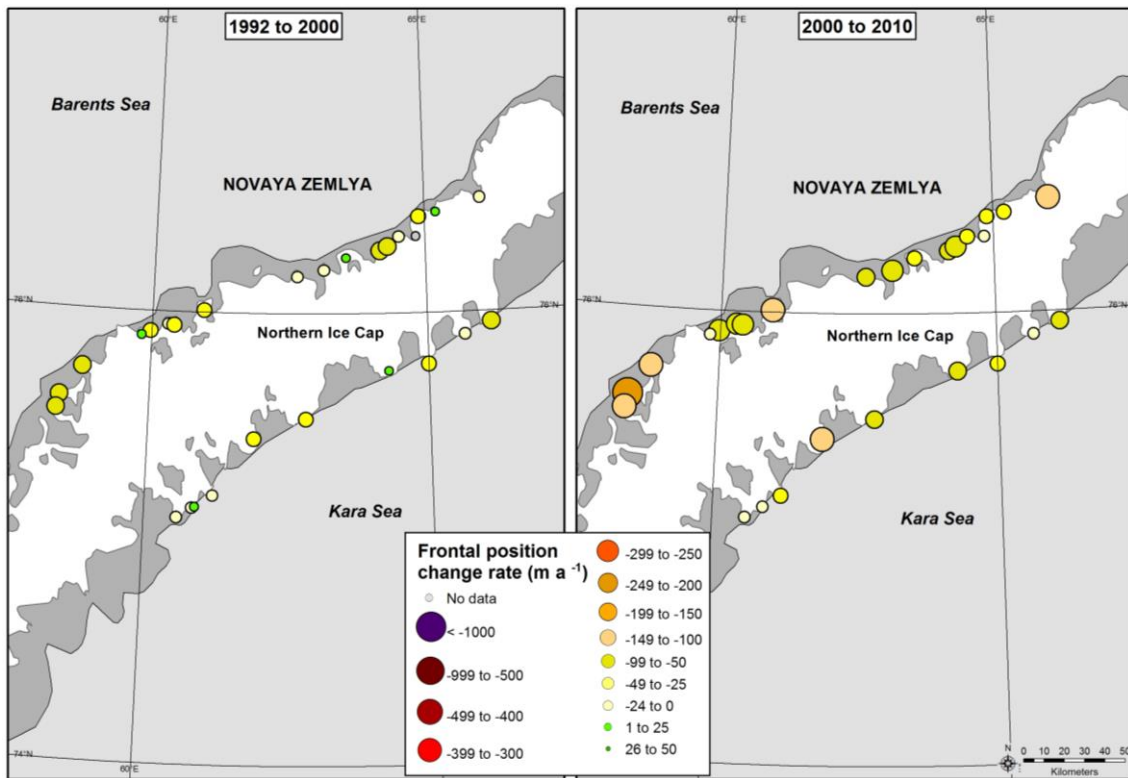 1992 to 2000
60°E
65°E
Barents Sea
NOVAYA ZEMLYA
76°N
76°N
Northern Ice Cap
Kara Sea
74°N
60°E
2000 to 2010
60°E
65°E
Barents Sea
NOVAYA ZEMLYA
76°N
Northern Ice Cap
Kara Sea
Frontal position
change rate (m a -1)
No data
< -1000
-999 to -500
-499 to -400
-399 to -300
-299 to -250
-249 to -200
-199 to -150
-149 to -100
-99 to -50
-49 to -25
-24 to 0
1 to 25
26 to 50
N
0 10 20 30 40 50
Kilometers